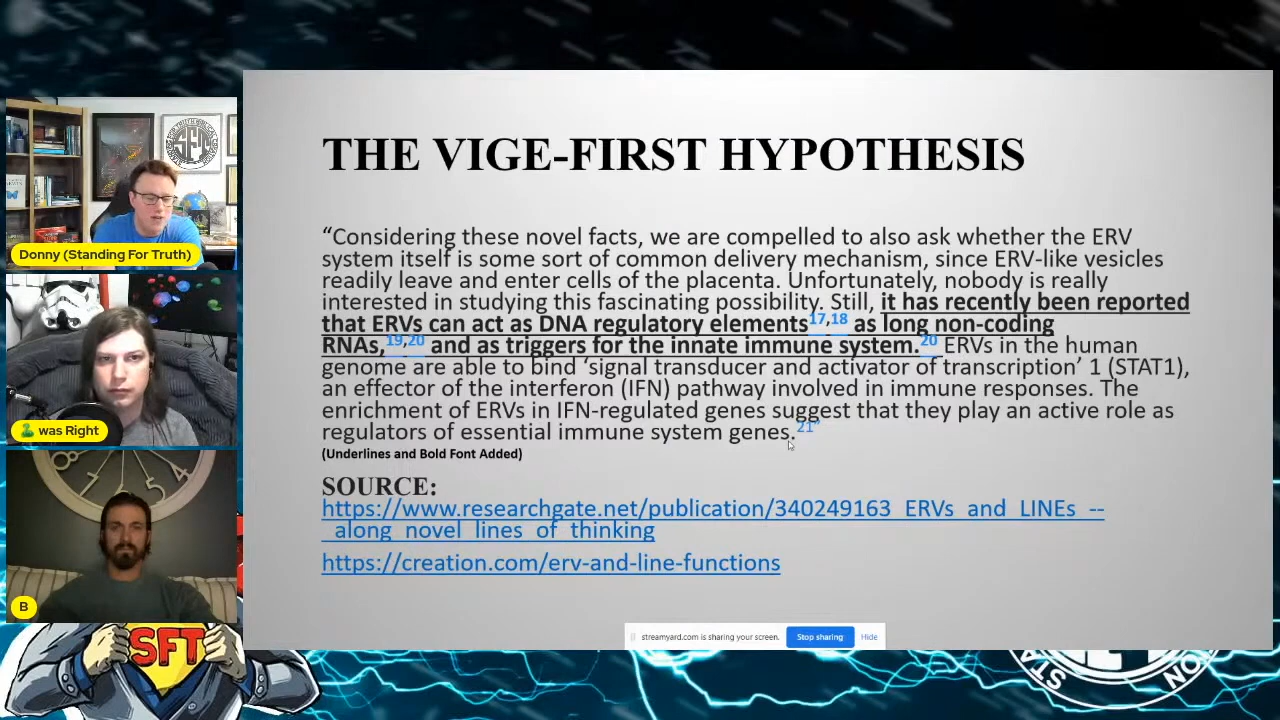 THE VIGE-FIRST HYPOTHESIS
“Considering these novel facts, we are compelled to also ask whether the ERV
system itself is some sort of common delivery mechanism, since ERV-like vesicles
readily leave and enter cells of the placenta. Unfortunately, nobody is really
interested in studying this fascinating possibility. Still, it has recently been reported
that ERVs can act as DNA regulatory elements17,18 as long non-coding
RNAs,19,20 and as triggers for the innate immune system.20 ERVs in the human
genome are able to bind ‘signal transducer and activator of transcription’ 1 (STAT1),
an effector of the interferon (IFN) pathway involved in immune responses. The
enrichment of ERVs in IFN-regulated genes suggest that they play an active role as
regulators of essential immune system genes.21”
(Underlines and Bold Font Added)
SOURCE:
https://www.researchgate.net/publication/340249163_ERVs_and_LINEs_--
_along_novel_lines_of_thinking
https://creation.com/erv-and-line-functions
streamyard.com is sharing your screen.
Stop sharing
Hide
SFT
Donny (Standing For Truth)
was Right
B
SFT
STA
ON